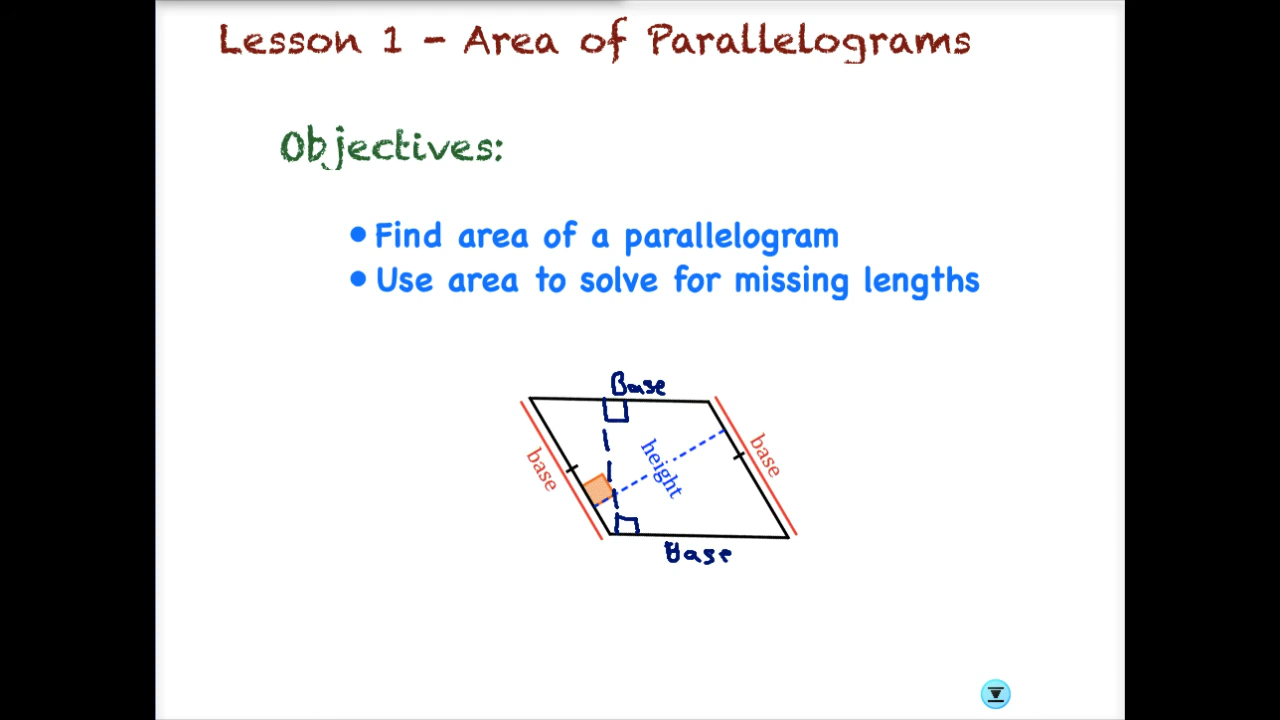 Lesson 1 - Area of Parallelograms
Objectives:
• Find area of a parallelogram
• Use area to solve for missing lengths
Base
base
height
base
Base